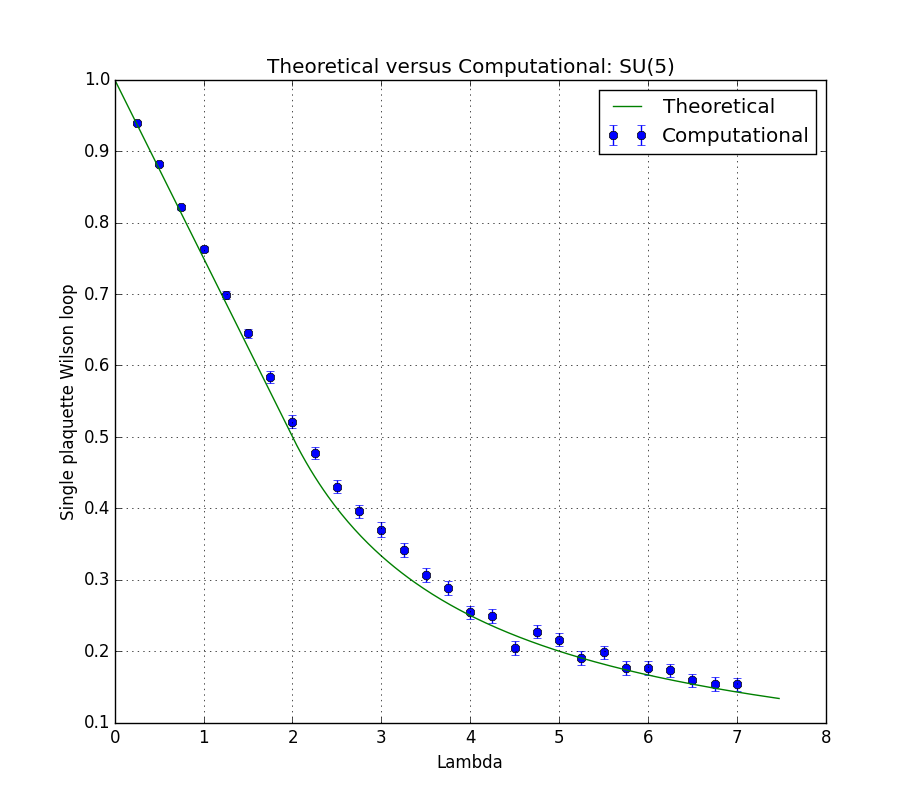 Theoretical versus Computational: SU(5)
Theoretical
Computational
Single plaquette Wilson loop
1.0
0.9
0.8
0.7
0.6
0.5
0.4
0.3
0.2
0.1
0 1 2 3 4 5 6 7 8
Lambda